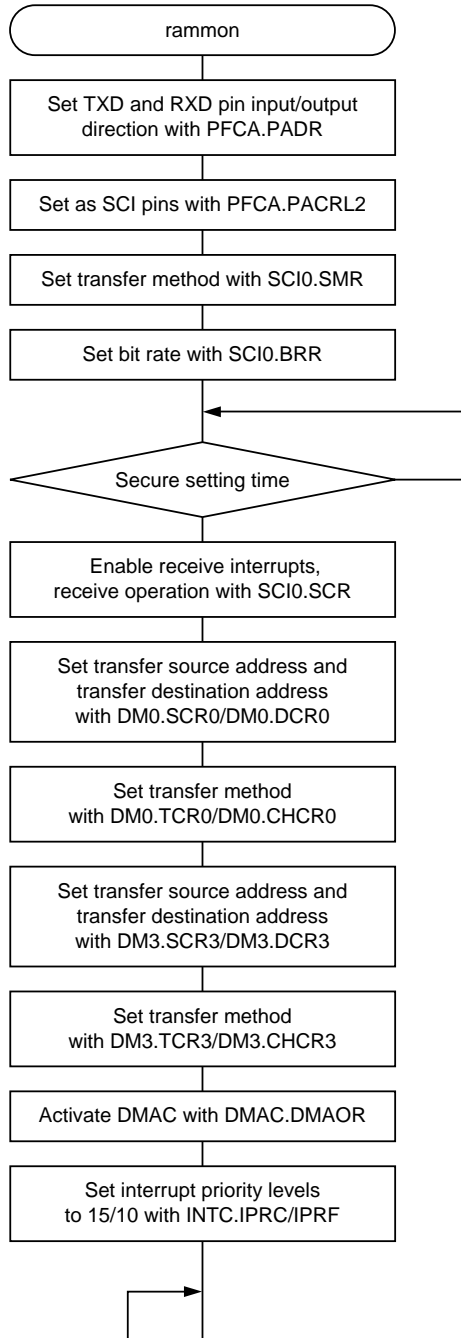 rammon
Set TXD and RXD pin input/output
direction with PFCA.PADR
Set as SCI pins with PFCA.PACRL2
Set transfer method with SCI0.SMR
Set bit rate with SCI0.BRR
Secure setting time
Enable receive interrupts,
receive operation with SCI0.SCR
Set transfer source address and
transfer destination address
with DM0.SCR0/DM0.DCR0
Set transfer method
with DM0.TCR0/DM0.CHCR0
Set transfer source address and
transfer destination address
with DM3.SCR3/DM3.DCR3
Set transfer method
with DM3.TCR3/DM3.CHCR3
Activate DMAC with DMAC.DMAOR
Set interrupt priority levels
to 15/10 with INTC.IPRC/IPRF